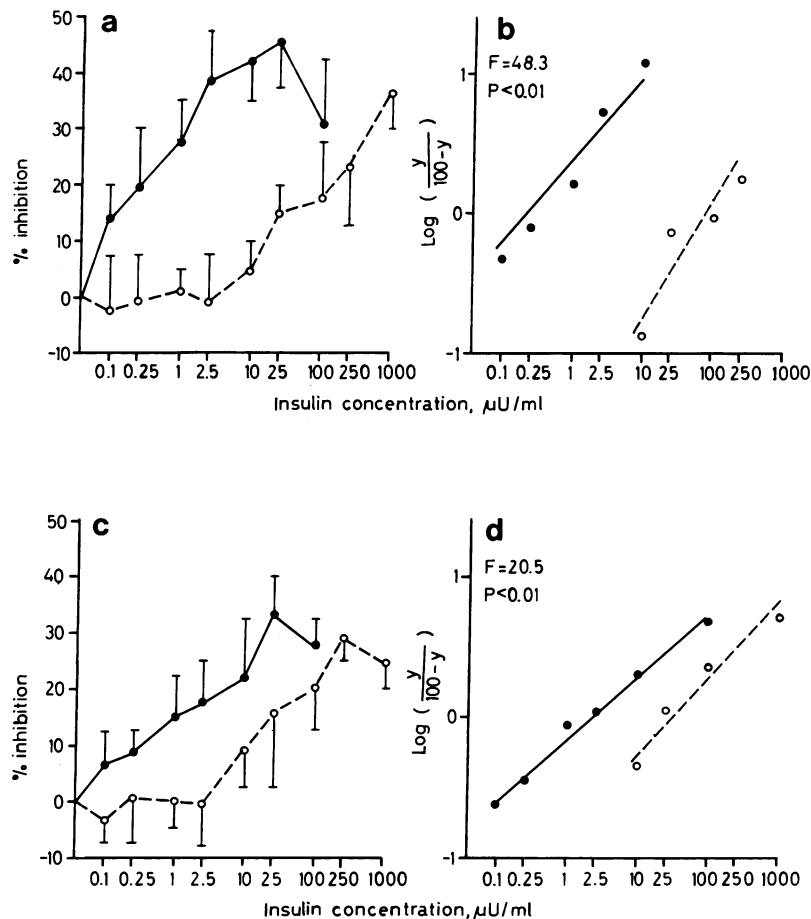 a
50
40
30
20
10
0
-10
% inhibition
0.1 0.25 1 2.5 10 25 100 250 1000
b
F=48.3
P<0.01
1
0
-1
Log ( y / 100-y )
0.1 0.25 1 2.5 10 25 100 250 1000
Insulin concentration, µU/ml
c
50
40
30
20
10
0
-10
% inhibition
0.1 0.25 1 2.5 10 25 100 250 1000
d
F=20.5
P<0.01
1
0
-1
Log ( y / 100-y )
0.1 0.25 1 2.5 10 25 100 250 1000
Insulin concentration, µU/ml